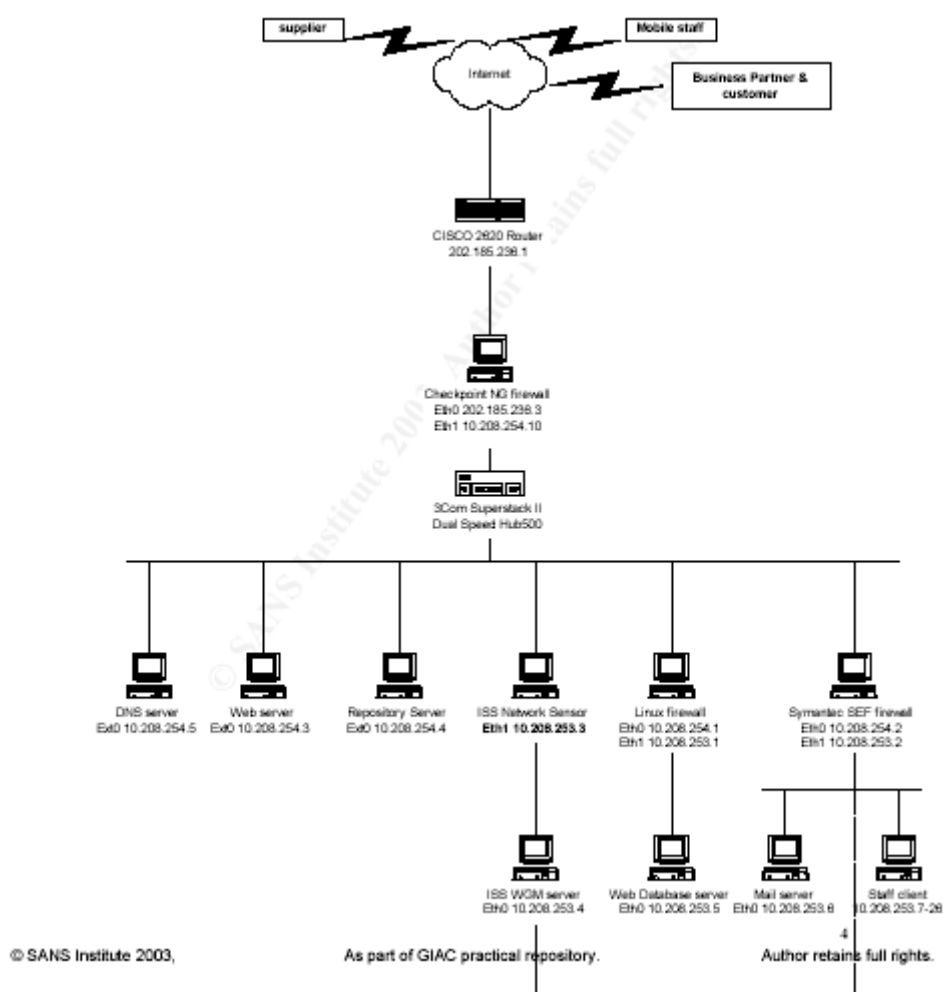 supplier
Mobile staff
Internet
Business Partner &
customer
CISCO 2620 Router
202.185.236.1
Checkpoint NG firewall
Eth0 202.185.236.3
Eth1 10.208.254.10
3Com Superstack II
Dual Speed Hub500
DNS server
Ext0 10.208.254.5
Web server
Ext0 10.208.254.3
Repository Server
Ext0 10.208.254.4
ISS Network Sensor
Eth1 10.208.253.3
Linux firewall
Eth0 10.208.254.1
Eth1 10.208.253.1
Symantec SEF firewall
Eth0 10.208.254.2
Eth1 10.208.253.2
ISS WGM server
Eth0 10.208.253.4
Web Database server
Eth0 10.208.253.5
Mail server
Eth0 10.208.253.6
Staff client
10.208.253.7-26
4
© SANS Institute 2003,
As part of GIAC practical repository.
Author retains full rights.